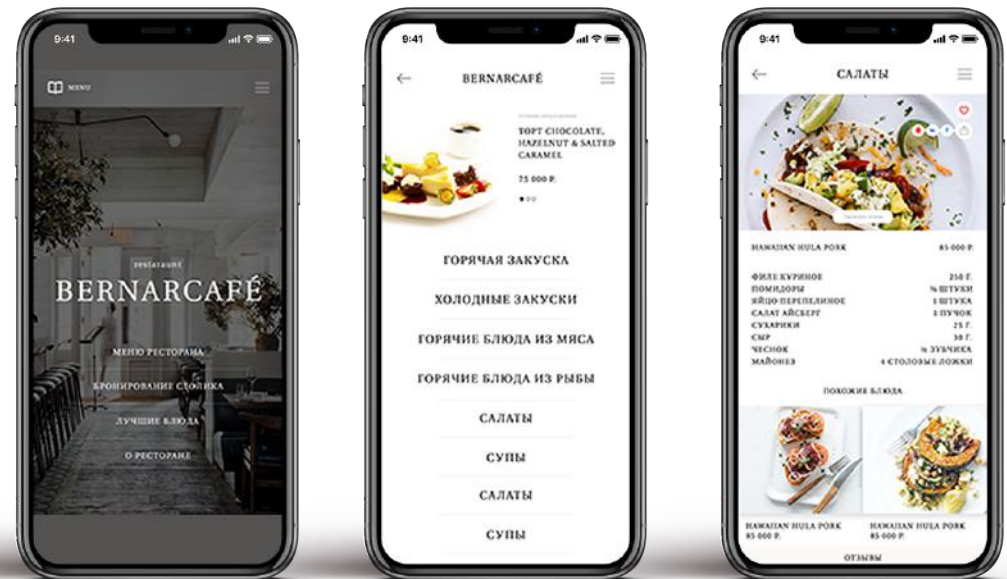 9:41
MENU
restaraunt
BERNARCAFÉ
МЕНЮ РЕСТОРАНА
БРОНИРОВАНИЕ СТОЛИКА
ЛУЧШИЕ БЛЮДА
О РЕСТОРАНЕ
9:41
BERNARCAFÉ
ТОРТ CHOCOLATE,
HAZELNUT & SALTED
CARAMEL
75 000 Р.
ГОРЯЧАЯ ЗАКУСКА
ХОЛОДНЫЕ ЗАКУСКИ
ГОРЯЧИЕ БЛЮДА ИЗ МЯСА
ГОРЯЧИЕ БЛЮДА ИЗ РЫБЫ
САЛАТЫ
СУПЫ
САЛАТЫ
СУПЫ
9:41
САЛАТЫ
HAWAIIAN HULA PORK 85 000 Р.
ФИЛЕ КУРИНОЕ 250 Г.
ПОМИДОРЫ ШТУКИ
ЯЙЦО ПЕРЕПЕЛИНОЕ 1 ШТУКА
САЛАТ АЙСБЕРГ 1 ПУЧОК
СУХАРИКИ 25 Г.
СЫР 30 Г.
ЧЕСНОК ЗУБЧИКА
МАЙОНЕЗ 4 СТОЛОВЫЕ ЛОЖКИ
ПОХОЖИЕ БЛЮДА
HAWAIIAN HULA PORK
85 000 Р.
HAWAIIAN HULA PORK
85 000 Р.
ОТЗЫВЫ